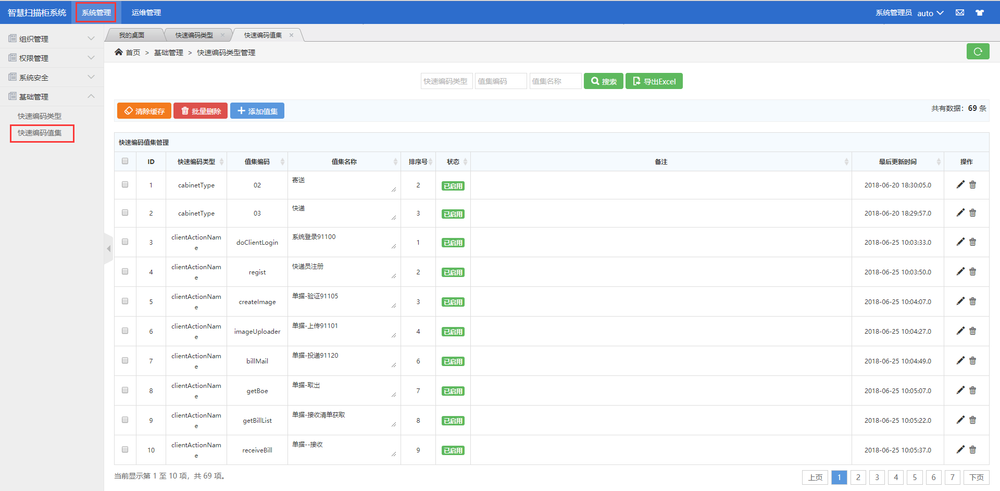 智慧扫描柜系统 系统管理 运维管理 系统管理员 auto
组织管理
权限管理
系统安全
基础管理
快速编码类型
快速编码值集
我的桌面 快速编码类型 × 快速编码值集 ×
首页 > 基础管理 > 快速编码类型管理
快速编码类型 值集编码 值集名称 搜索 导出Excel
清除缓存 批量删除 添加值集 共有数据：69 条
快速编码值集管理
ID 快速编码类型 值集编码 值集名称 排序号 状态 备注 最后更新时间 操作
1 cabinetType 02 寄送 2 已启用 2018-06-20 18:30:05.0
2 cabinetType 03 快递 3 已启用 2018-06-20 18:29:57.0
3 clientActionName doClientLogin 系统登录91100 1 已启用 2018-06-25 10:03:33.0
4 clientActionName regist 快递员注册 2 已启用 2018-06-25 10:03:50.0
5 clientActionName createImage 单据-验证91105 3 已启用 2018-06-25 10:04:07.0
6 clientActionName imageUploader 单据-上传91101 4 已启用 2018-06-25 10:04:27.0
7 clientActionName billMail 单据-投递91120 6 已启用 2018-06-25 10:04:49.0
8 clientActionName getBoe 单据-取出 7 已启用 2018-06-25 10:05:07.0
9 clientActionName getBillList 单据-接收清单获取 8 已启用 2018-06-25 10:05:22.0
10 clientActionName receiveBill 单据--接收 9 已启用 2018-06-25 10:05:37.0
当前显示第 1 至 10 项，共 69 项。 上页 1 2 3 4 5 6 7 下页